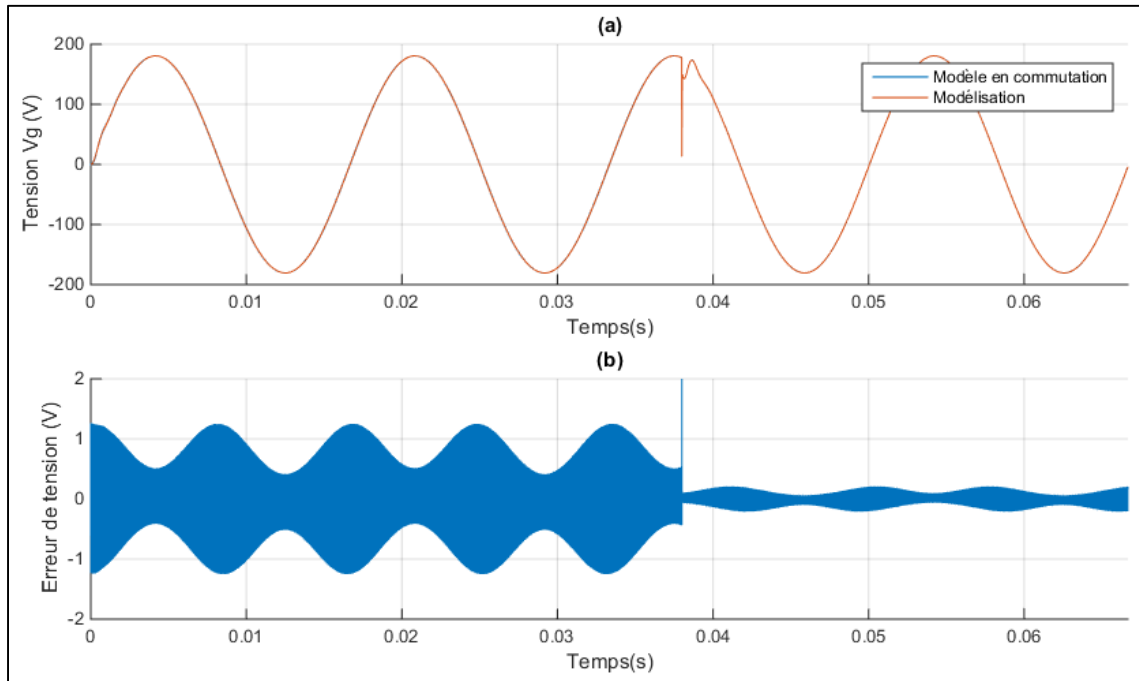 (a)
200
100
0
-100
-200
Tension Vg (V)
Modèle en commutation
Modélisation
0 0.01 0.02 0.03 0.04 0.05 0.06
Temps(s)
(b)
2
1
0
-1
-2
Erreur de tension (V)
0 0.01 0.02 0.03 0.04 0.05 0.06
Temps(s)